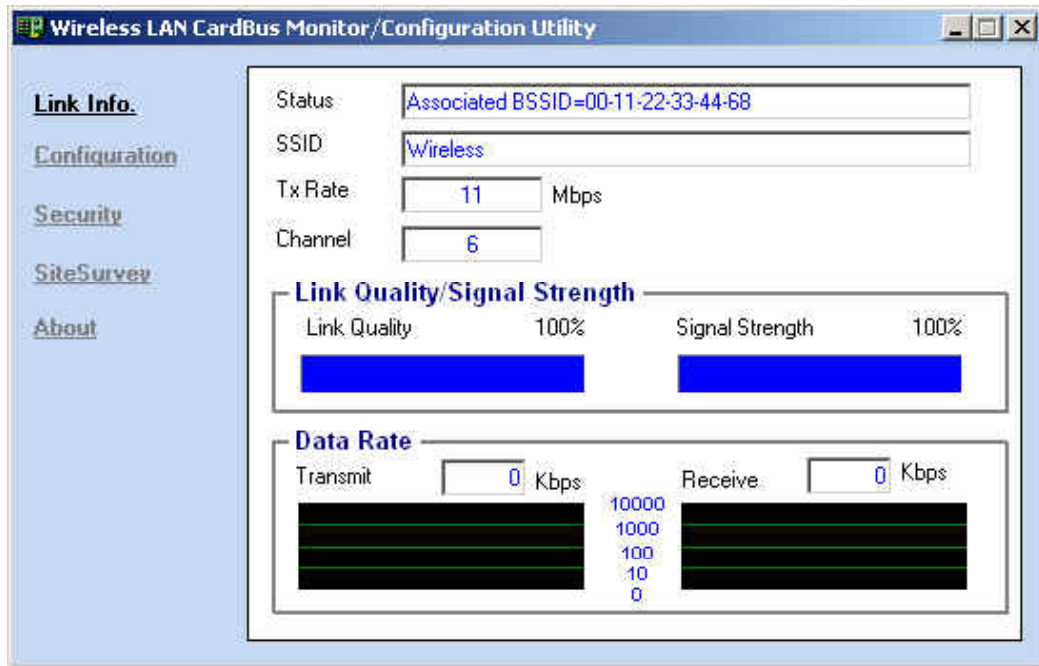 Wireless LAN CardBus Monitor/Configuration Utility
Link Info.
Configuration
Security
SiteSurvey
About
Status Associated BSSID=00-11-22-33-44-68
SSID Wireless
Tx Rate 11 Mbps
Channel 6
Link Quality/Signal Strength
Link Quality 100% Signal Strength 100%
Data Rate
Transmit 0 Kbps Receive 0 Kbps
10000
1000
100
10
0